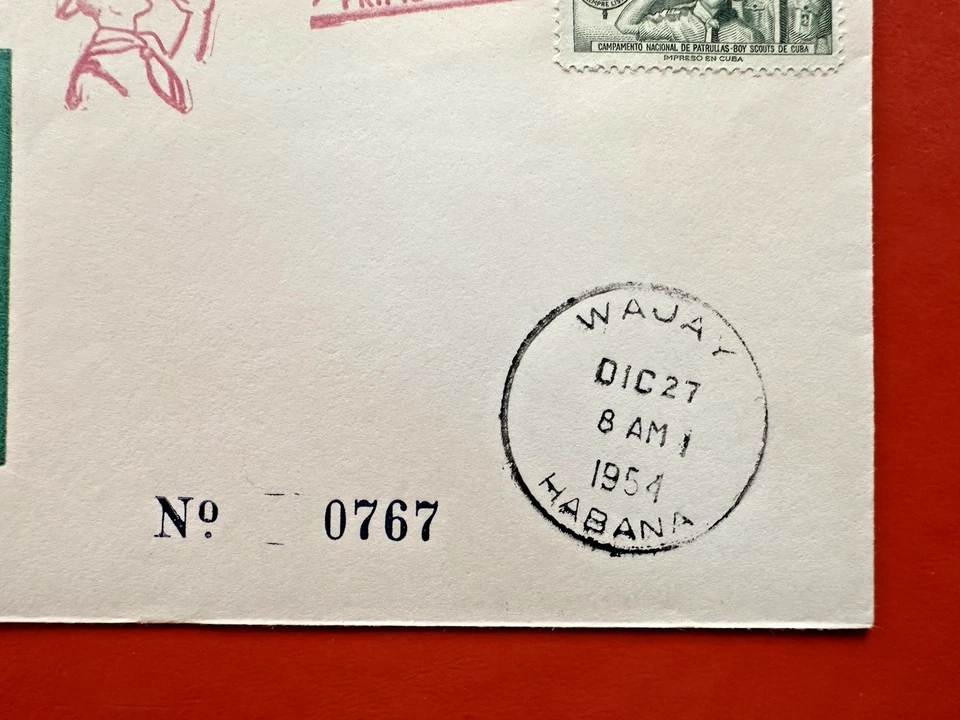 CAMPAMENTO NACIONAL DE PATRULLAS-BOY SCOUTS DE CUBA
IMPRESO EN CUBA
WAJAY
DIC 27
8 AM
1954
HABANA
Nº 0767